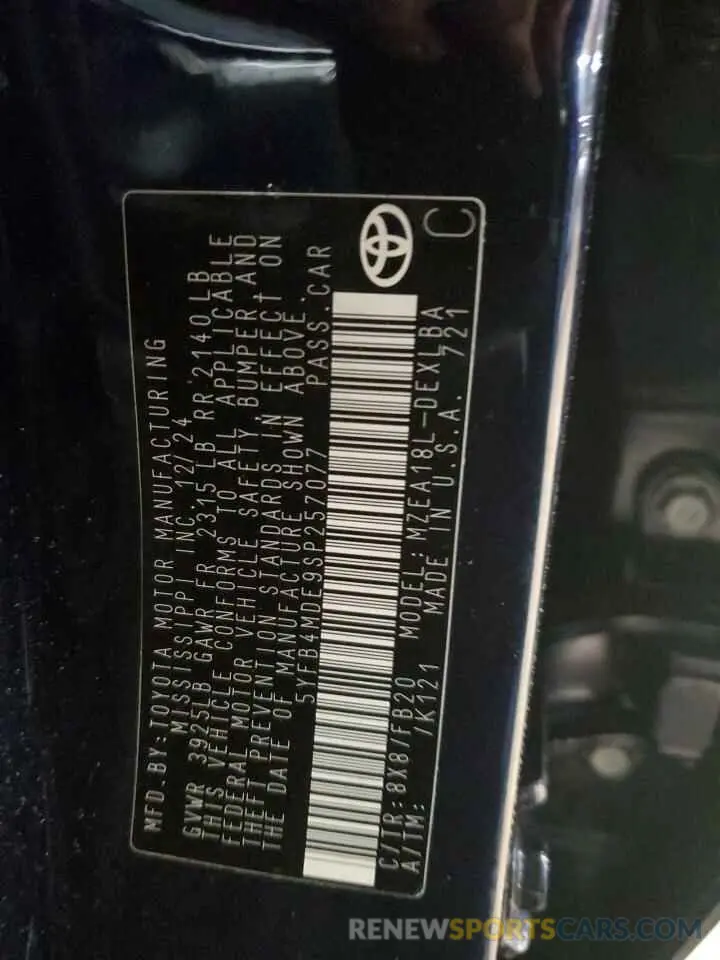 MFD.BY:TOYOTA MOTOR MANUFACTURING
MISSISSIPPI INC. 12/24
GVWR 3925LB GAWR FR 2315LB RR 2140LB
THIS VEHICLE CONFORMS TO ALL APPLICABLE
FEDERAL MOTOR VEHICLE SAFETY, BUMPER, AND
THEFT PREVENTION STANDARDS IN EFFECT ON
THE DATE OF MANUFACTURE SHOWN ABOVE.
5YFB4MDE9SP257077 PASS.CAR
C/TR:8X8/FB20 MODEL:MZEA18L-DEXLBA
A/TM: /K121 MADE IN U.S.A. 721
C
RENEWSPORTSCARS.COM